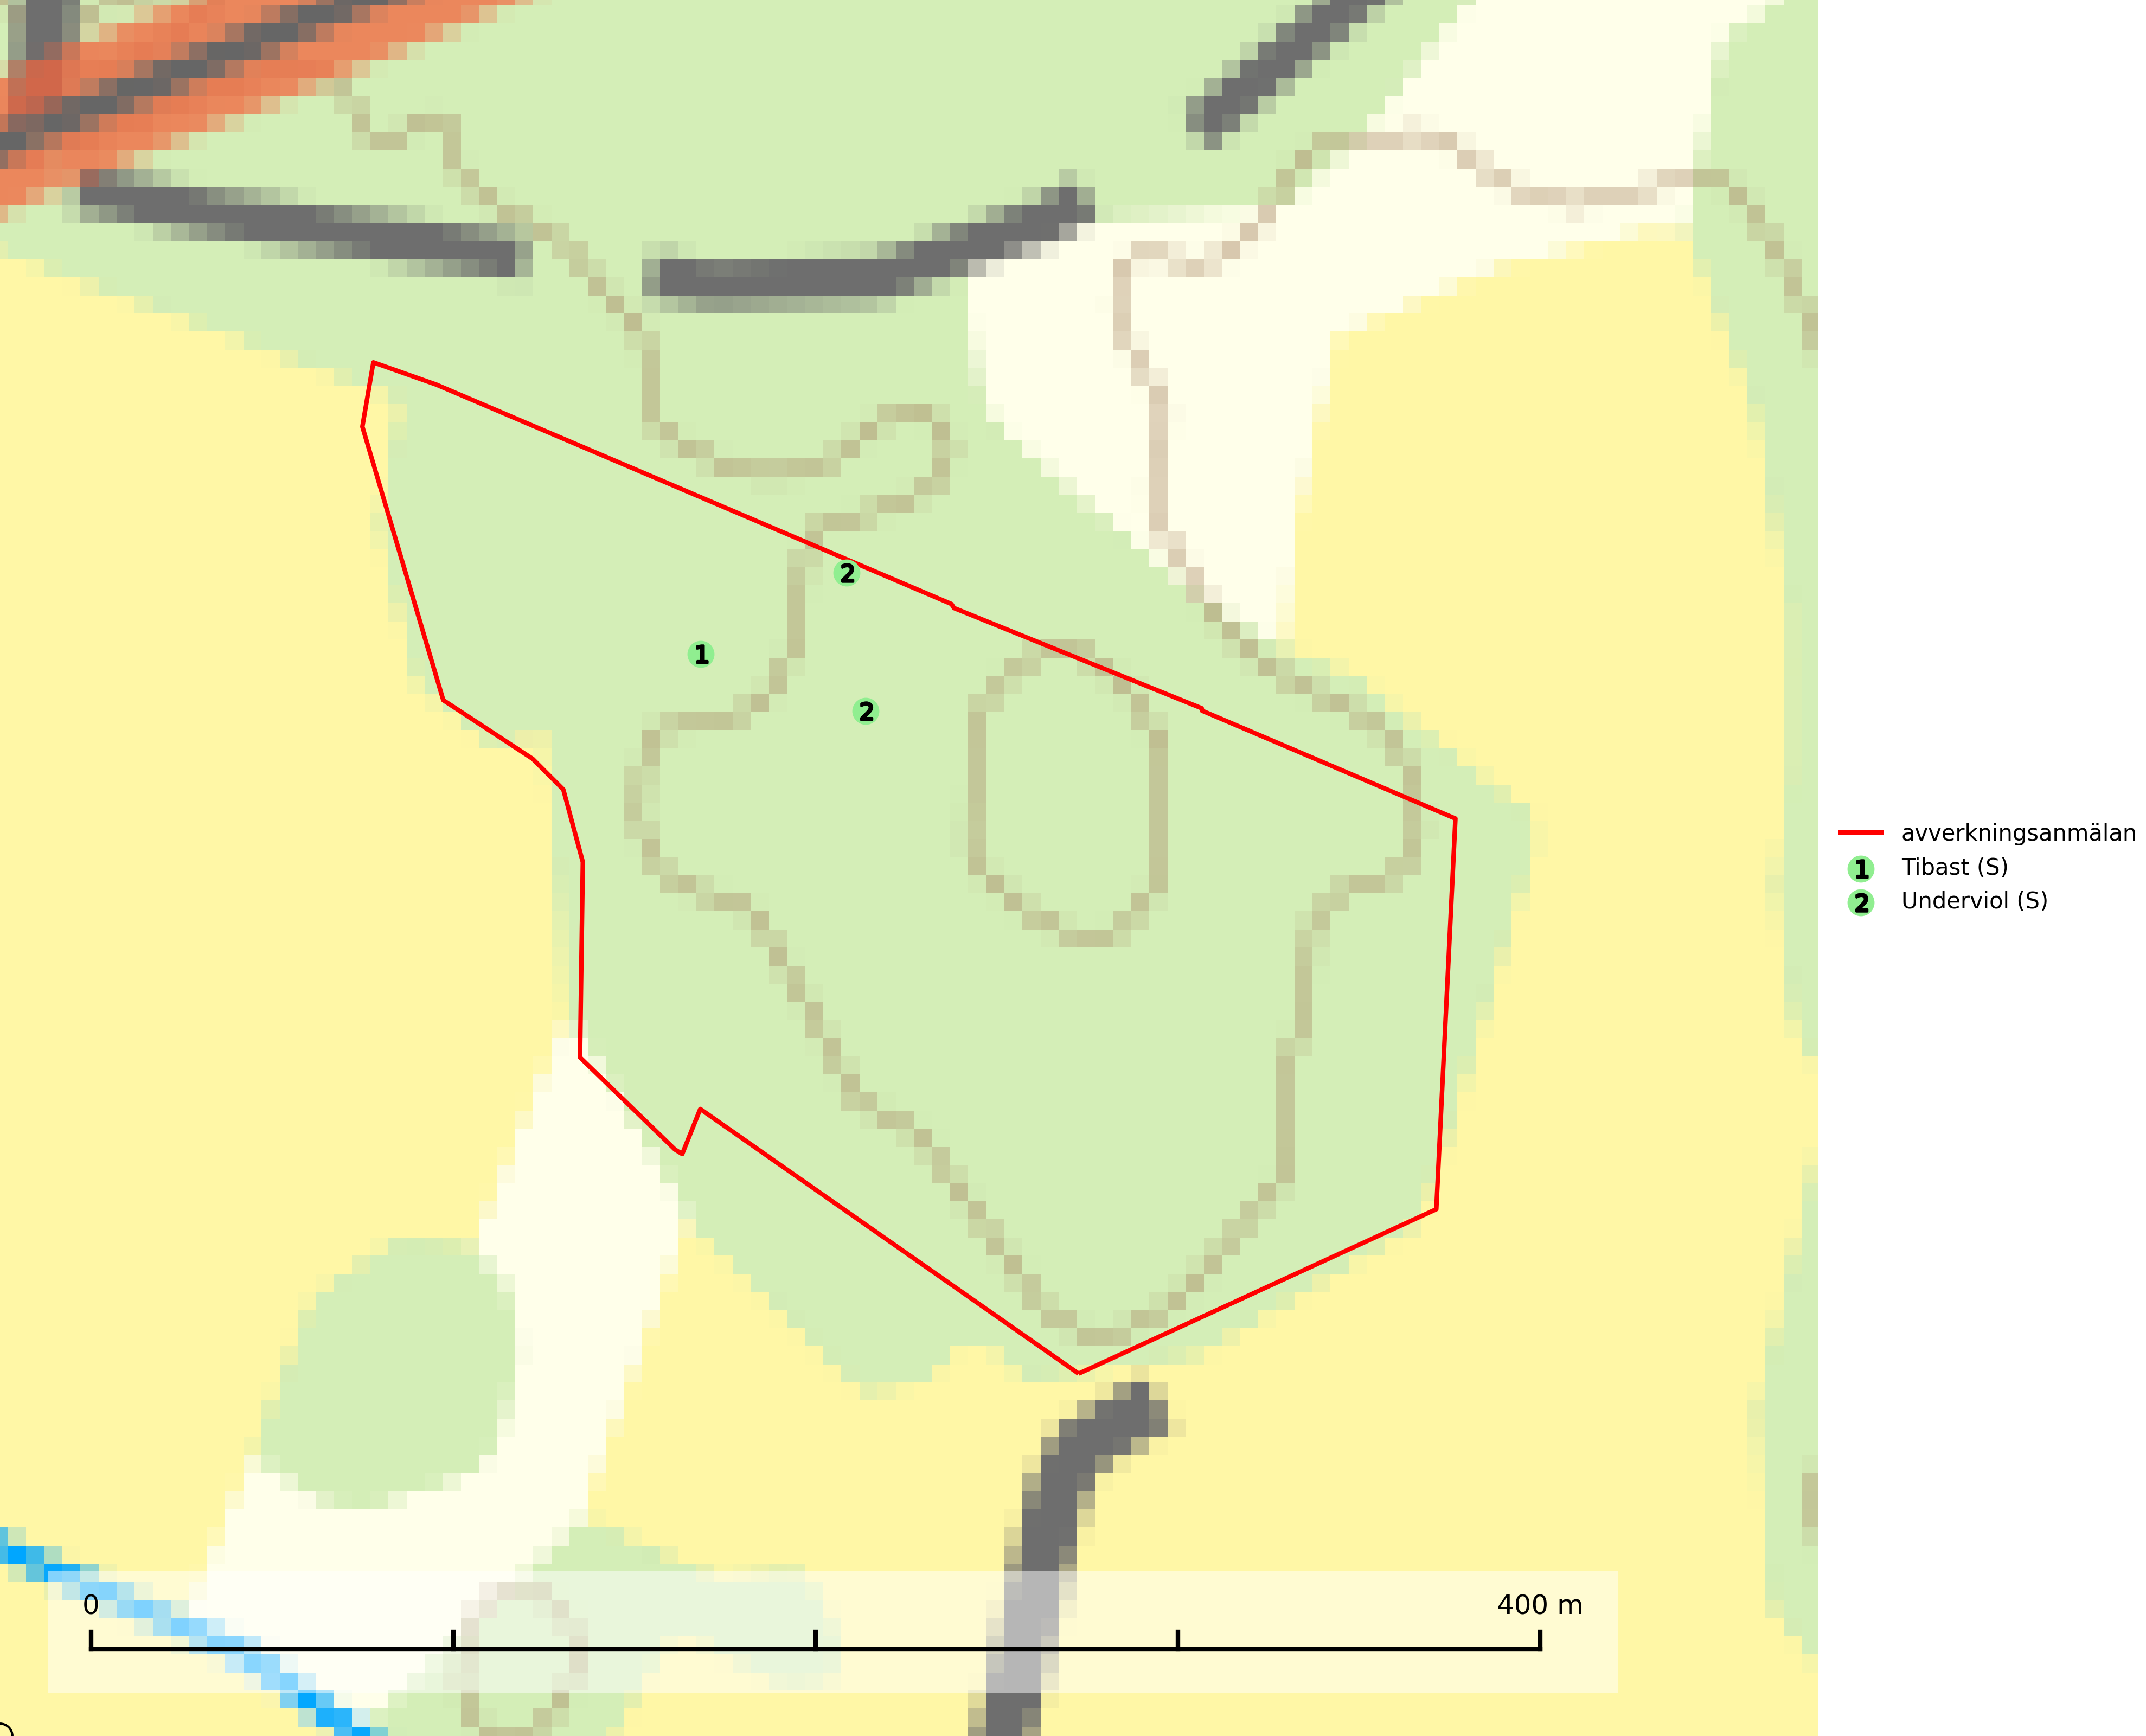 2
1
2
avverkningsanmälan
1 Tibast (S)
2 Underviol (S)
0 400 m